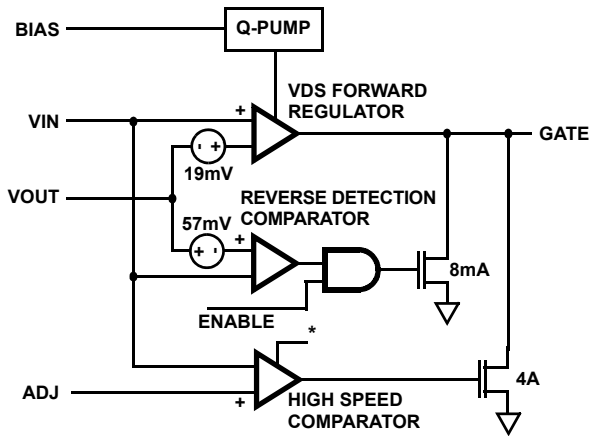 BIAS
Q-PUMP
VDS FORWARD
REGULATOR
+
VIN
GATE
- +
19mV
VOUT
REVERSE DETECTION
COMPARATOR
57mV
+ -
+
8mA
ENABLE
*
4A
ADJ
+
HIGH SPEED
COMPARATOR